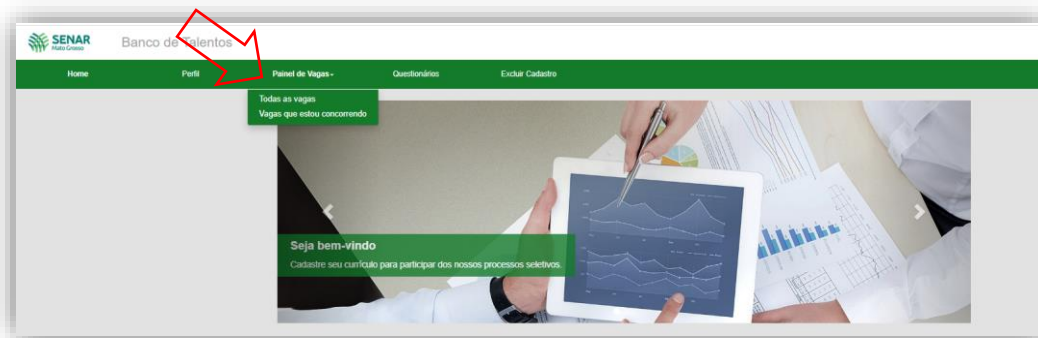 SENAR
Mato Grosso
Banco de Talentos
Home Perfil Painel de Vagas Questionários Excluir Cadastro
Todas as vagas
Vagas que estou concorrendo
Seja bem-vindo
Cadastre seu currículo para participar dos nossos processos seletivos.